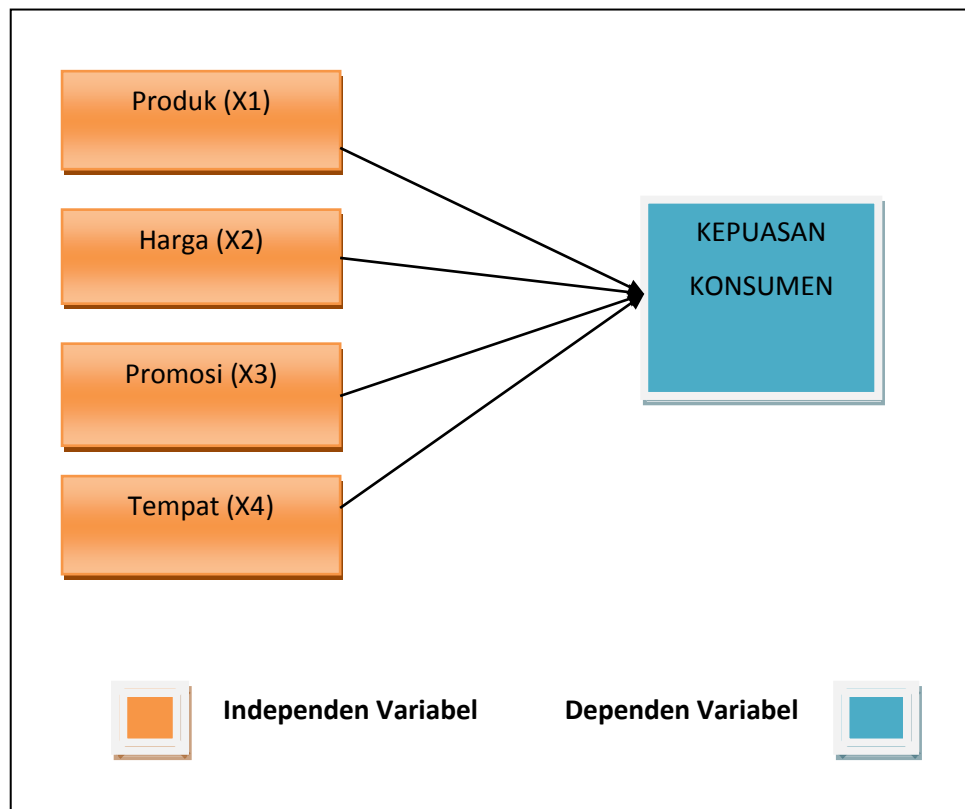 Produk (X1)
Harga (X2)
Promosi (X3)
Tempat (X4)
KEPUASAN
KONSUMEN
Independen Variabel
Dependen Variabel